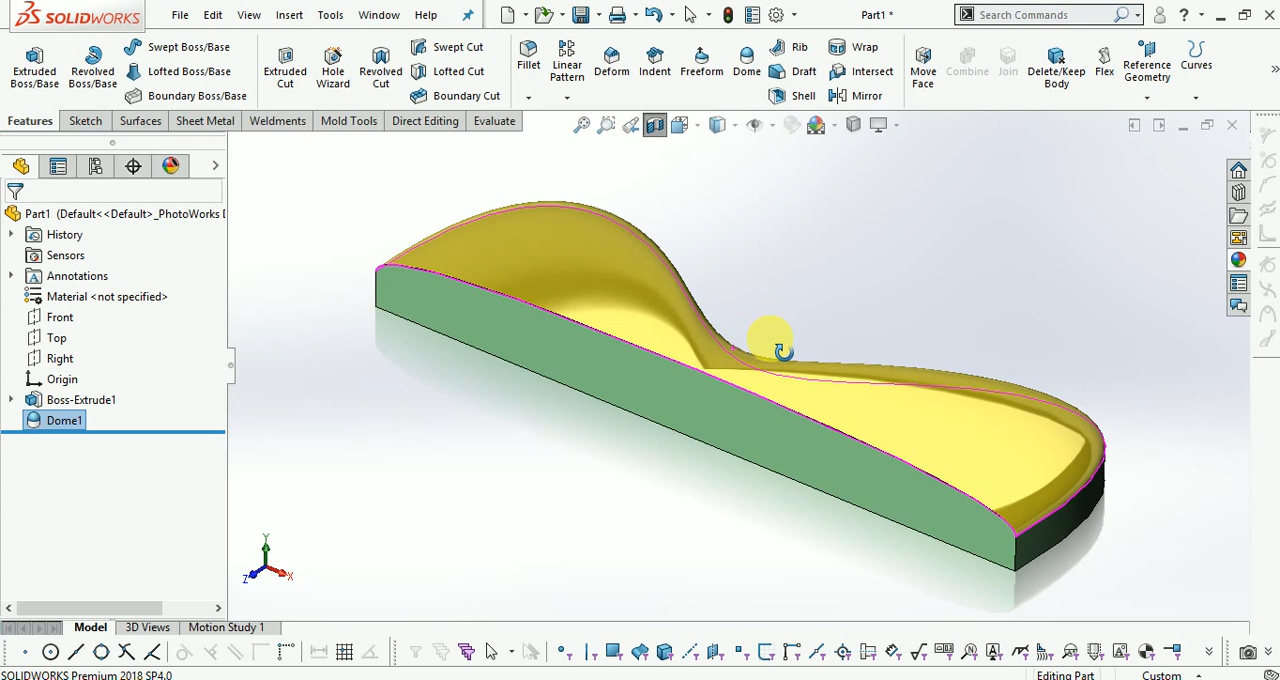 SOLIDWORKS File Edit View Insert Tools Window Help Part1 * Search Commands ?
Extruded Boss/Base
Revolved Boss/Base
Swept Boss/Base
Lofted Boss/Base
Boundary Boss/Base
Extruded Cut
Hole Wizard
Revolved Cut
Swept Cut
Lofted Cut
Boundary Cut
Fillet
Linear Pattern
Deform
Indent
Freeform
Dome
Rib
Draft
Shell
Wrap
Intersect
Mirror
Move Face
Combine
Join
Delete/Keep Body
Flex
Reference Geometry
Curves
Features Sketch Surfaces Sheet Metal Weldments Mold Tools Direct Editing Evaluate
Part1 (Default<<Default>_PhotoWorks
History
Sensors
Annotations
Material <not specified>
Front
Top
Right
Origin
Boss-Extrude1
Dome1
Y
Z X
Model 3D Views Motion Study 1
SOLIDWORKS Premium 2018 SP4.0 Editing Part Custom